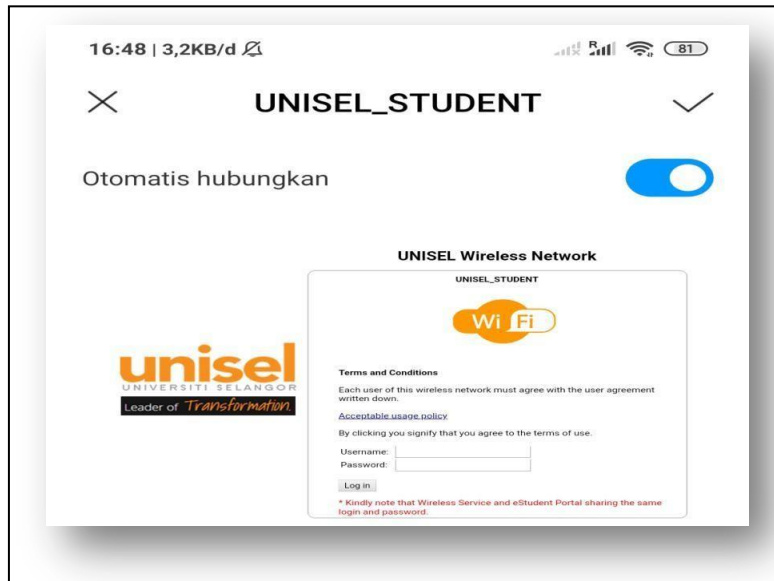 16:48 | 3,2KB/d
R
81
UNISEL_STUDENT
Otomatis hubungkan
UNISEL Wireless Network
UNISEL_STUDENT
Wi Fi
unisel
UNIVERSITI SELANGOR
Leader of Transformation.
Terms and Conditions
Each user of this wireless network must agree with the user agreement
written down.
Acceptable usage policy
By clicking you signify that you agree to the terms of use.
Username:
Password:
Log in
* Kindly note that Wireless Service and eStudent Portal sharing the same
login and password.